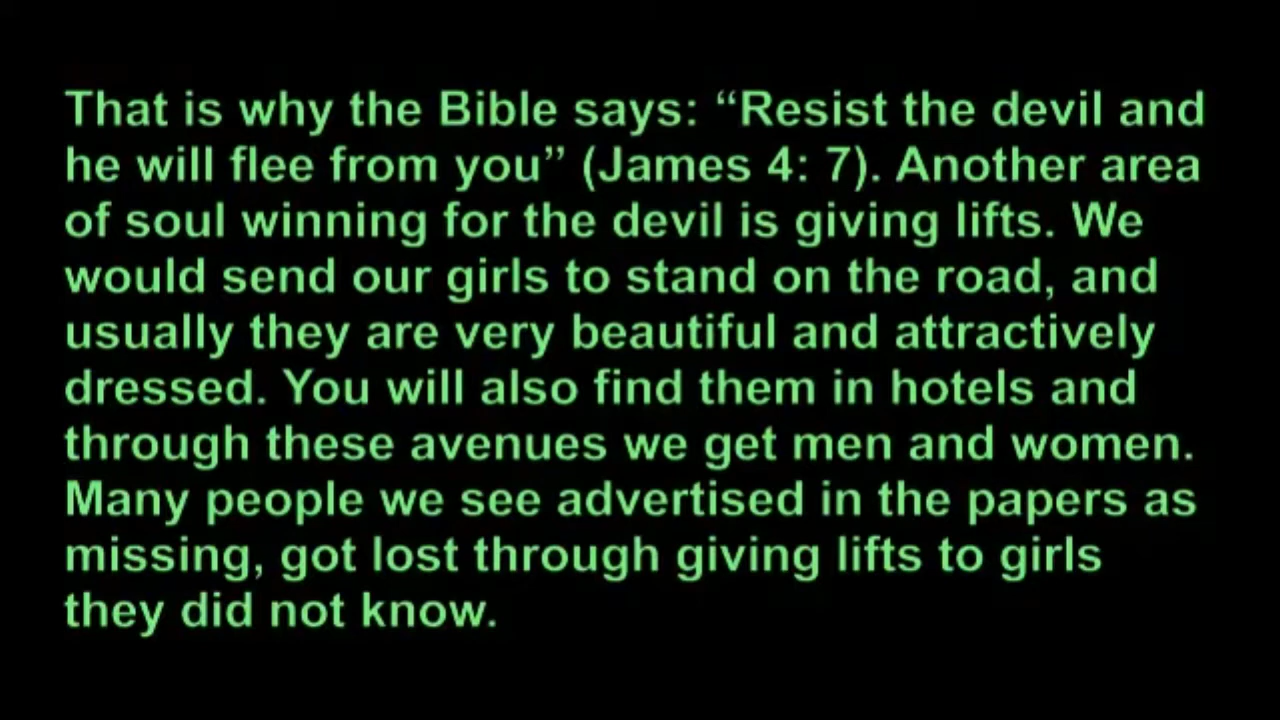 That is why the Bible says: “Resist the devil and
he will flee from you” (James 4: 7). Another area
of soul winning for the devil is giving lifts. We
would send our girls to stand on the road, and
usually they are very beautiful and attractively
dressed. You will also find them in hotels and
through these avenues we get men and women.
Many people we see advertised in the papers as
missing, got lost through giving lifts to girls
they did not know.